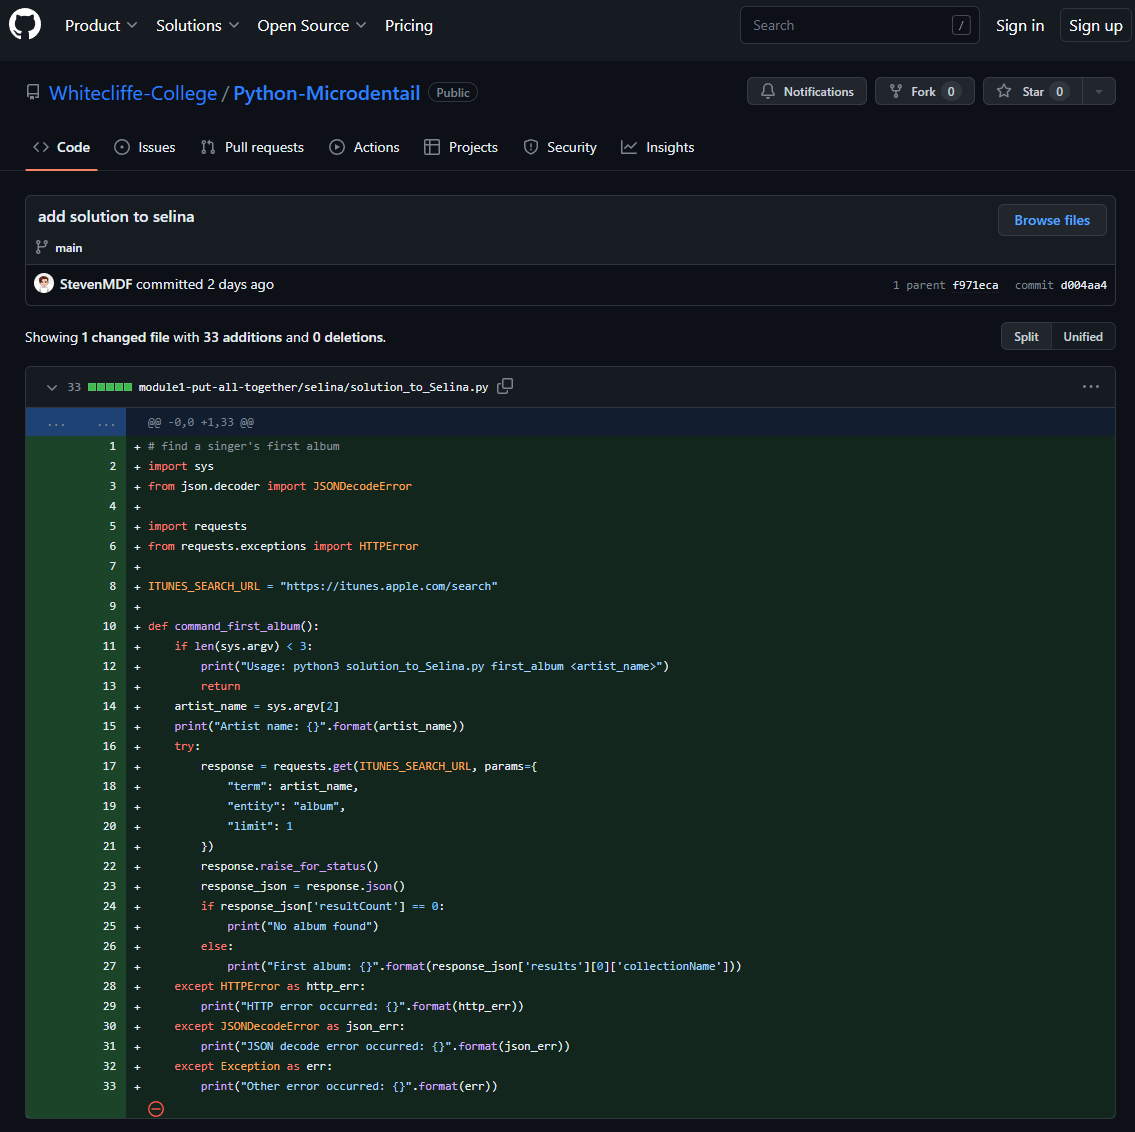 Product Solutions Open Source Pricing Search / Sign in Sign up
Whitecliffe-College / Python-Microdentail Public Notifications Fork 0 Star 0
Code Issues Pull requests Actions Projects Security Insights
add solution to selina
Browse files
main
StevenMDF committed 2 days ago 1 parent f971eca commit d004aa4
Showing 1 changed file with 33 additions and 0 deletions. Split Unified
33 module1-put-all-together/selina/solution_to_Selina.py ...
... ... @@ -0,0 +1,33 @@
1 + # find a singer's first album
2 + import sys
3 + from json.decoder import JSONDecodeError
4 +
5 + import requests
6 + from requests.exceptions import HTTPError
7 +
8 + ITUNES_SEARCH_URL = "https://itunes.apple.com/search"
9 +
10 + def command_first_album():
11 +     if len(sys.argv) < 3:
12 +         print("Usage: python3 solution_to_Selina.py first_album <artist_name>")
13 +         return
14 +     artist_name = sys.argv[2]
15 +     print("Artist name: {}".format(artist_name))
16 +     try:
17 +         response = requests.get(ITUNES_SEARCH_URL, params={
18 +             "term": artist_name,
19 +             "entity": "album",
20 +             "limit": 1
21 +         })
22 +         response.raise_for_status()
23 +         response_json = response.json()
24 +         if response_json['resultCount'] == 0:
25 +             print("No album found")
26 +         else:
27 +             print("First album: {}".format(response_json['results'][0]['collectionName']))
28 +     except HTTPError as http_err:
29 +         print("HTTP error occurred: {}".format(http_err))
30 +     except JSONDecodeError as json_err:
31 +         print("JSON decode error occurred: {}".format(json_err))
32 +     except Exception as err:
33 +         print("Other error occurred: {}".format(err))